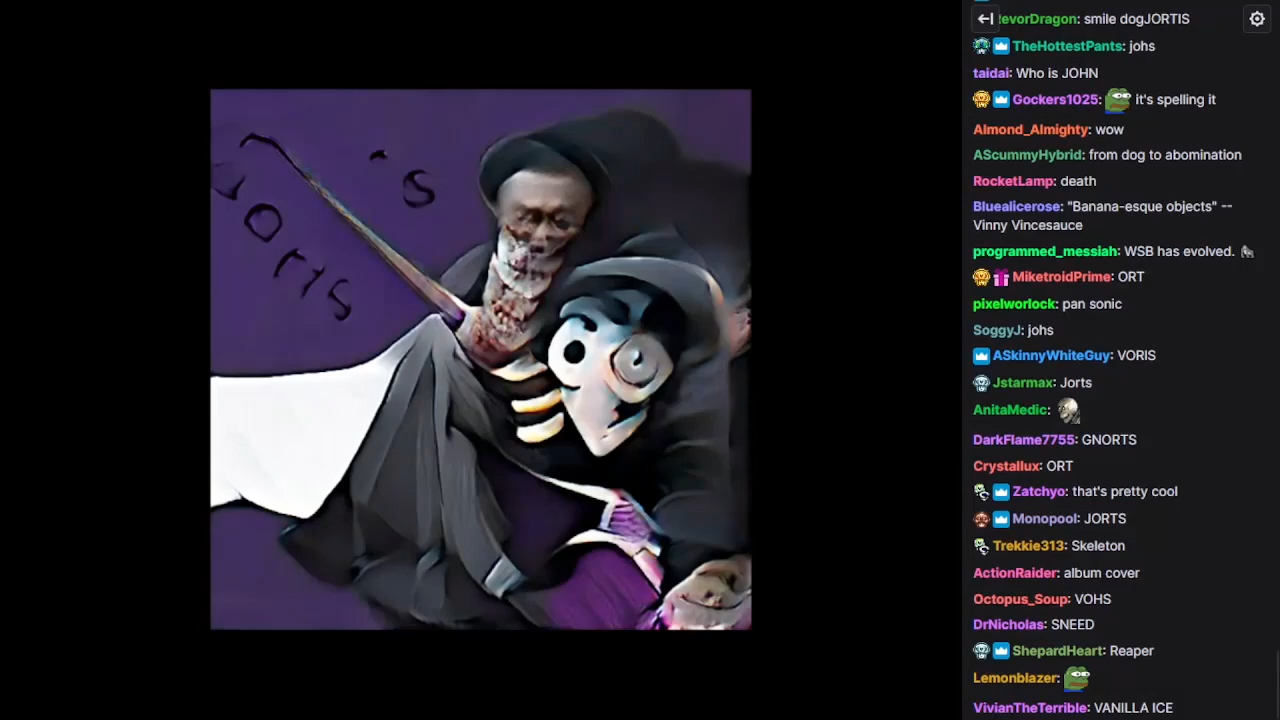 evorDragon: smile dogJORTIS
TheHottestPants: johs
taidai: Who is JOHN
Gockers1025: it's spelling it
Almond_Almighty: wow
AScummyHybrid: from dog to abomination
RocketLamp: death
Bluealicerose: "Banana-esque objects" --
Vinny Vincesauce
programmed_messiah: WSB has evolved.
MiketroidPrime: ORT
pixelworlock: pan sonic
SoggyJ: johs
ASkinnyWhiteGuy: VORIS
Jstarmax: Jorts
AnitaMedic:
DarkFlame7755: GNORTS
Crystallux: ORT
Zatchyo: that's pretty cool
Monopool: JORTS
Trekkie313: Skeleton
ActionRaider: album cover
Octopus_Soup: VOHS
DrNicholas: SNEED
ShepardHeart: Reaper
Lemonblazer:
VivianTheTerrible: VANILLA ICE